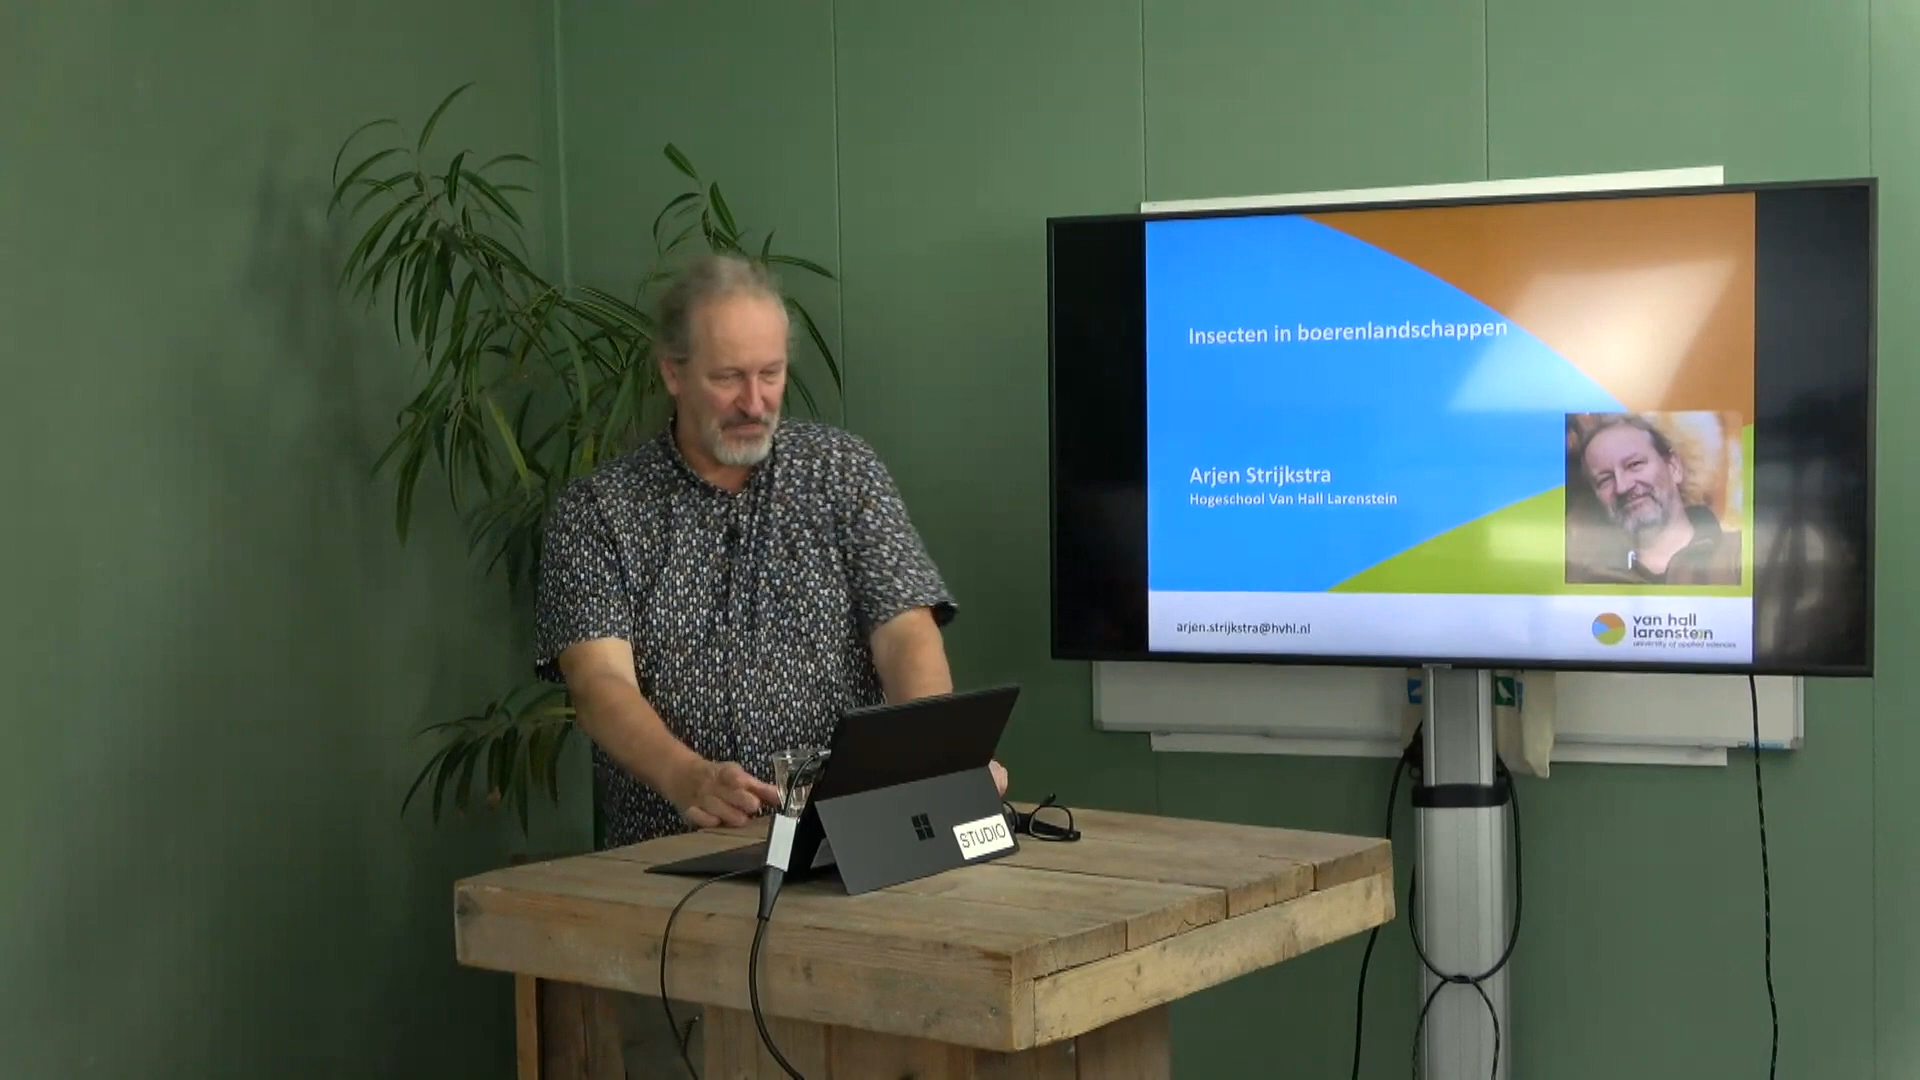 Insecten in boerenlandschappen
Arjen Strijkstra
Hogeschool Van Hall Larenstein
arjen.strijkstra@hvhl.nl
van hall
larenstein
university of applied sciences
STUDIO